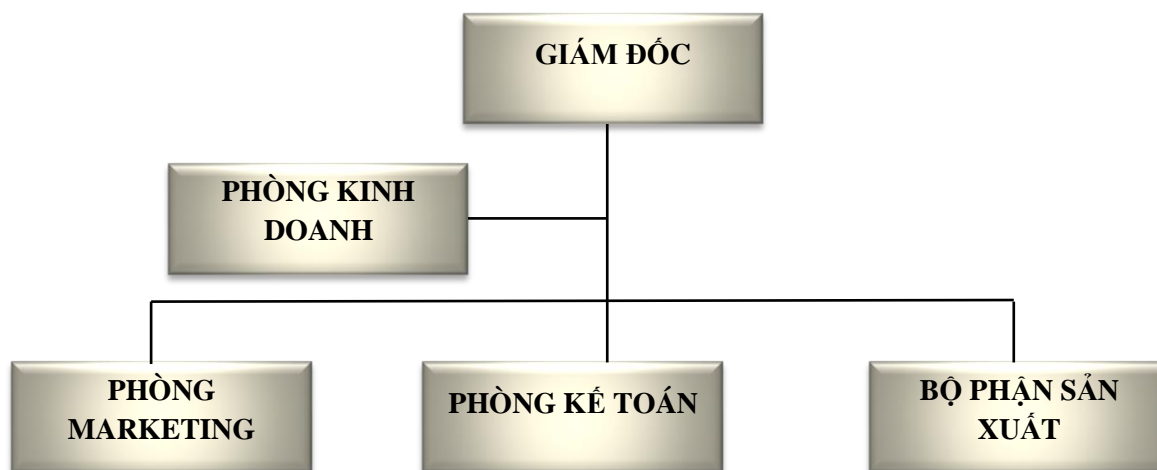 GIÁM ĐỐC
PHÒNG KINH
DOANH
PHÒNG
MARKETING
PHÒNG KẾ TOÁN
BỘ PHẬN SẢN
XUẤT